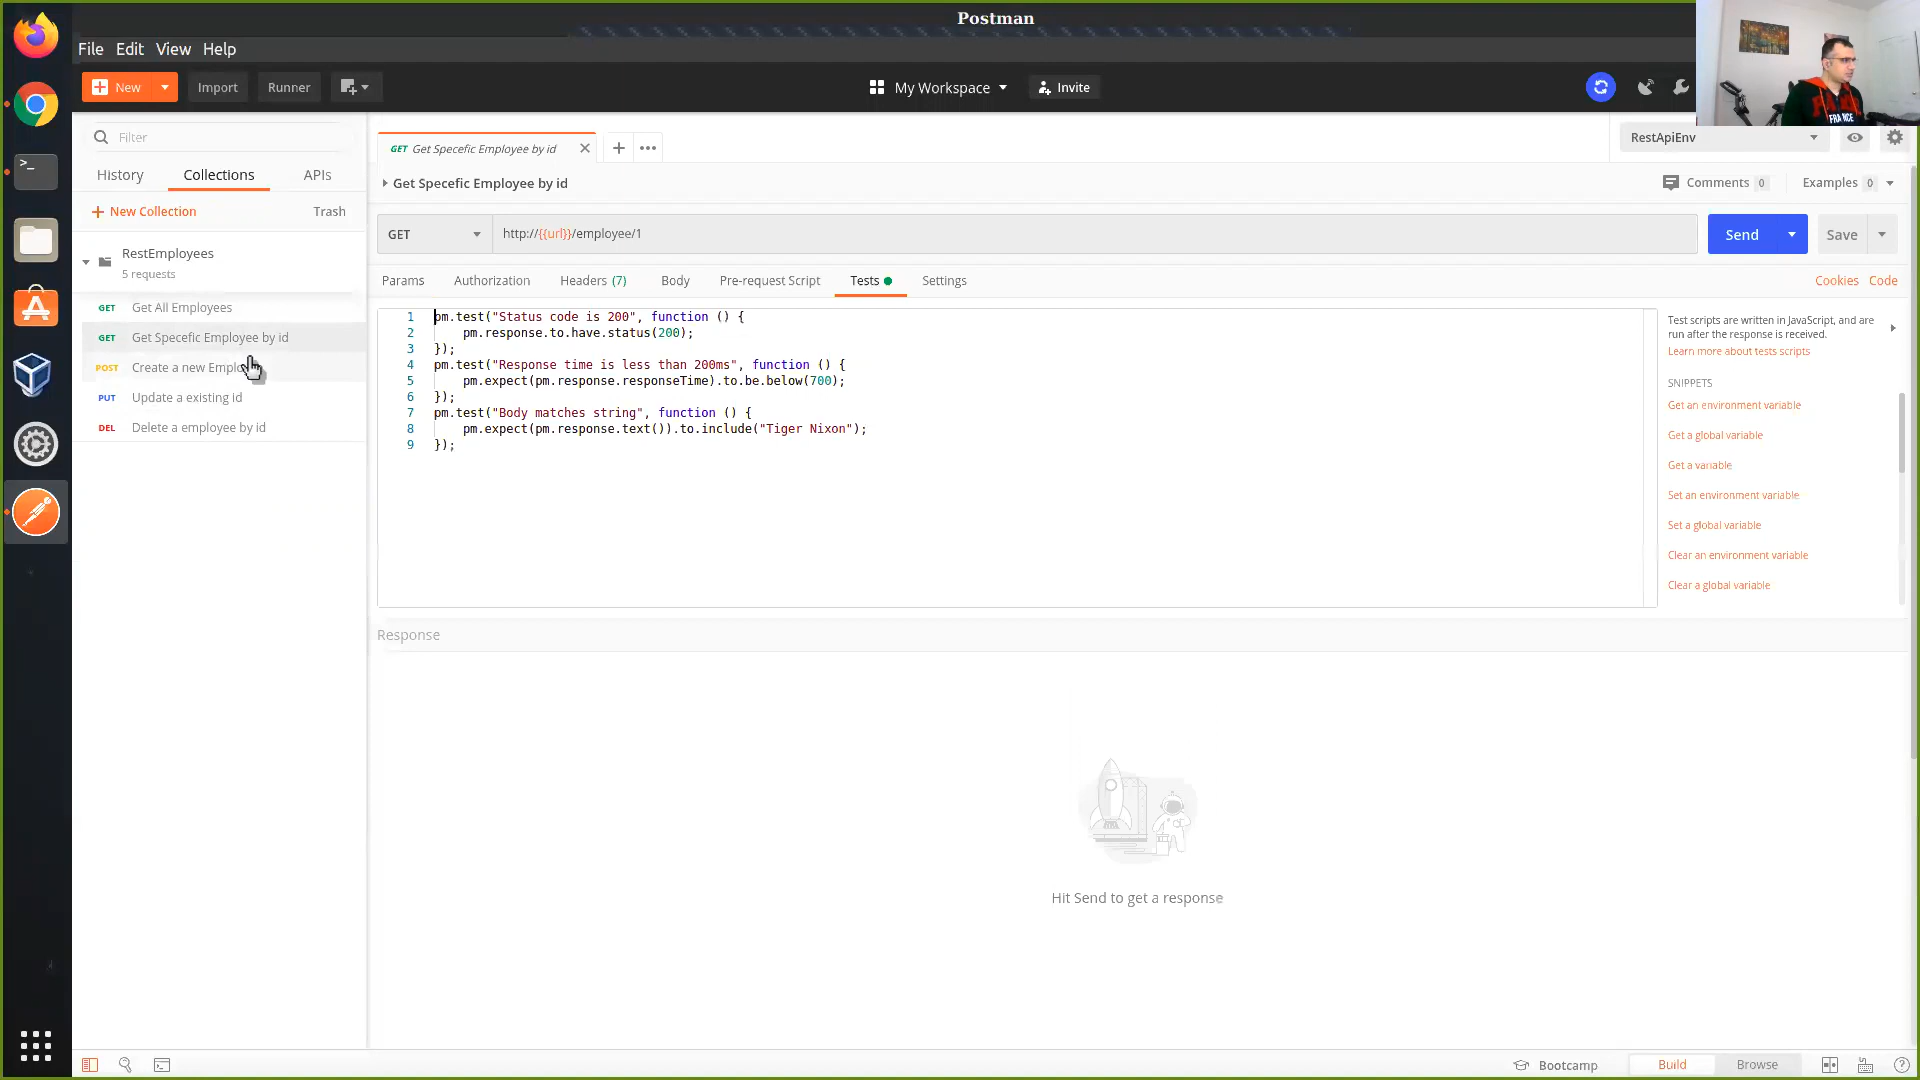 Postman
File Edit View Help
New Import Runner My Workspace Invite
Filter
History Collections APIs
New Collection Trash
RestEmployees
5 requests
GET Get All Employees
GET Get Specefic Employee by id
POST Create a new Emplo
PUT Update a existing id
DEL Delete a employee by id
GET Get Specefic Employee by id
RestApiEnv
Get Specefic Employee by id
Comments 0 Examples 0
GET http://{{url}}/employee/1 Send Save
Params Authorization Headers (7) Body Pre-request Script Tests Settings Cookies Code
1 pm.test("Status code is 200", function () {
2 pm.response.to.have.status(200);
3 });
4 pm.test("Response time is less than 200ms", function () {
5 pm.expect(pm.response.responseTime).to.be.below(700);
6 });
7 pm.test("Body matches string", function () {
8 pm.expect(pm.response.text()).to.include("Tiger Nixon");
9 });
Test scripts are written in JavaScript, and are
run after the response is received.
Learn more about tests scripts
SNIPPETS
Get an environment variable
Get a global variable
Get a variable
Set an environment variable
Set a global variable
Clear an environment variable
Clear a global variable
Response
Hit Send to get a response
Bootcamp Build Browse